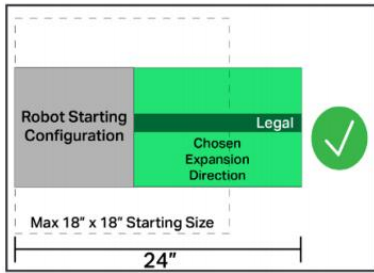 Robot Starting
Configuration
Legal
Chosen
Expansion
Direction
Max 18" x 18" Starting Size
24"